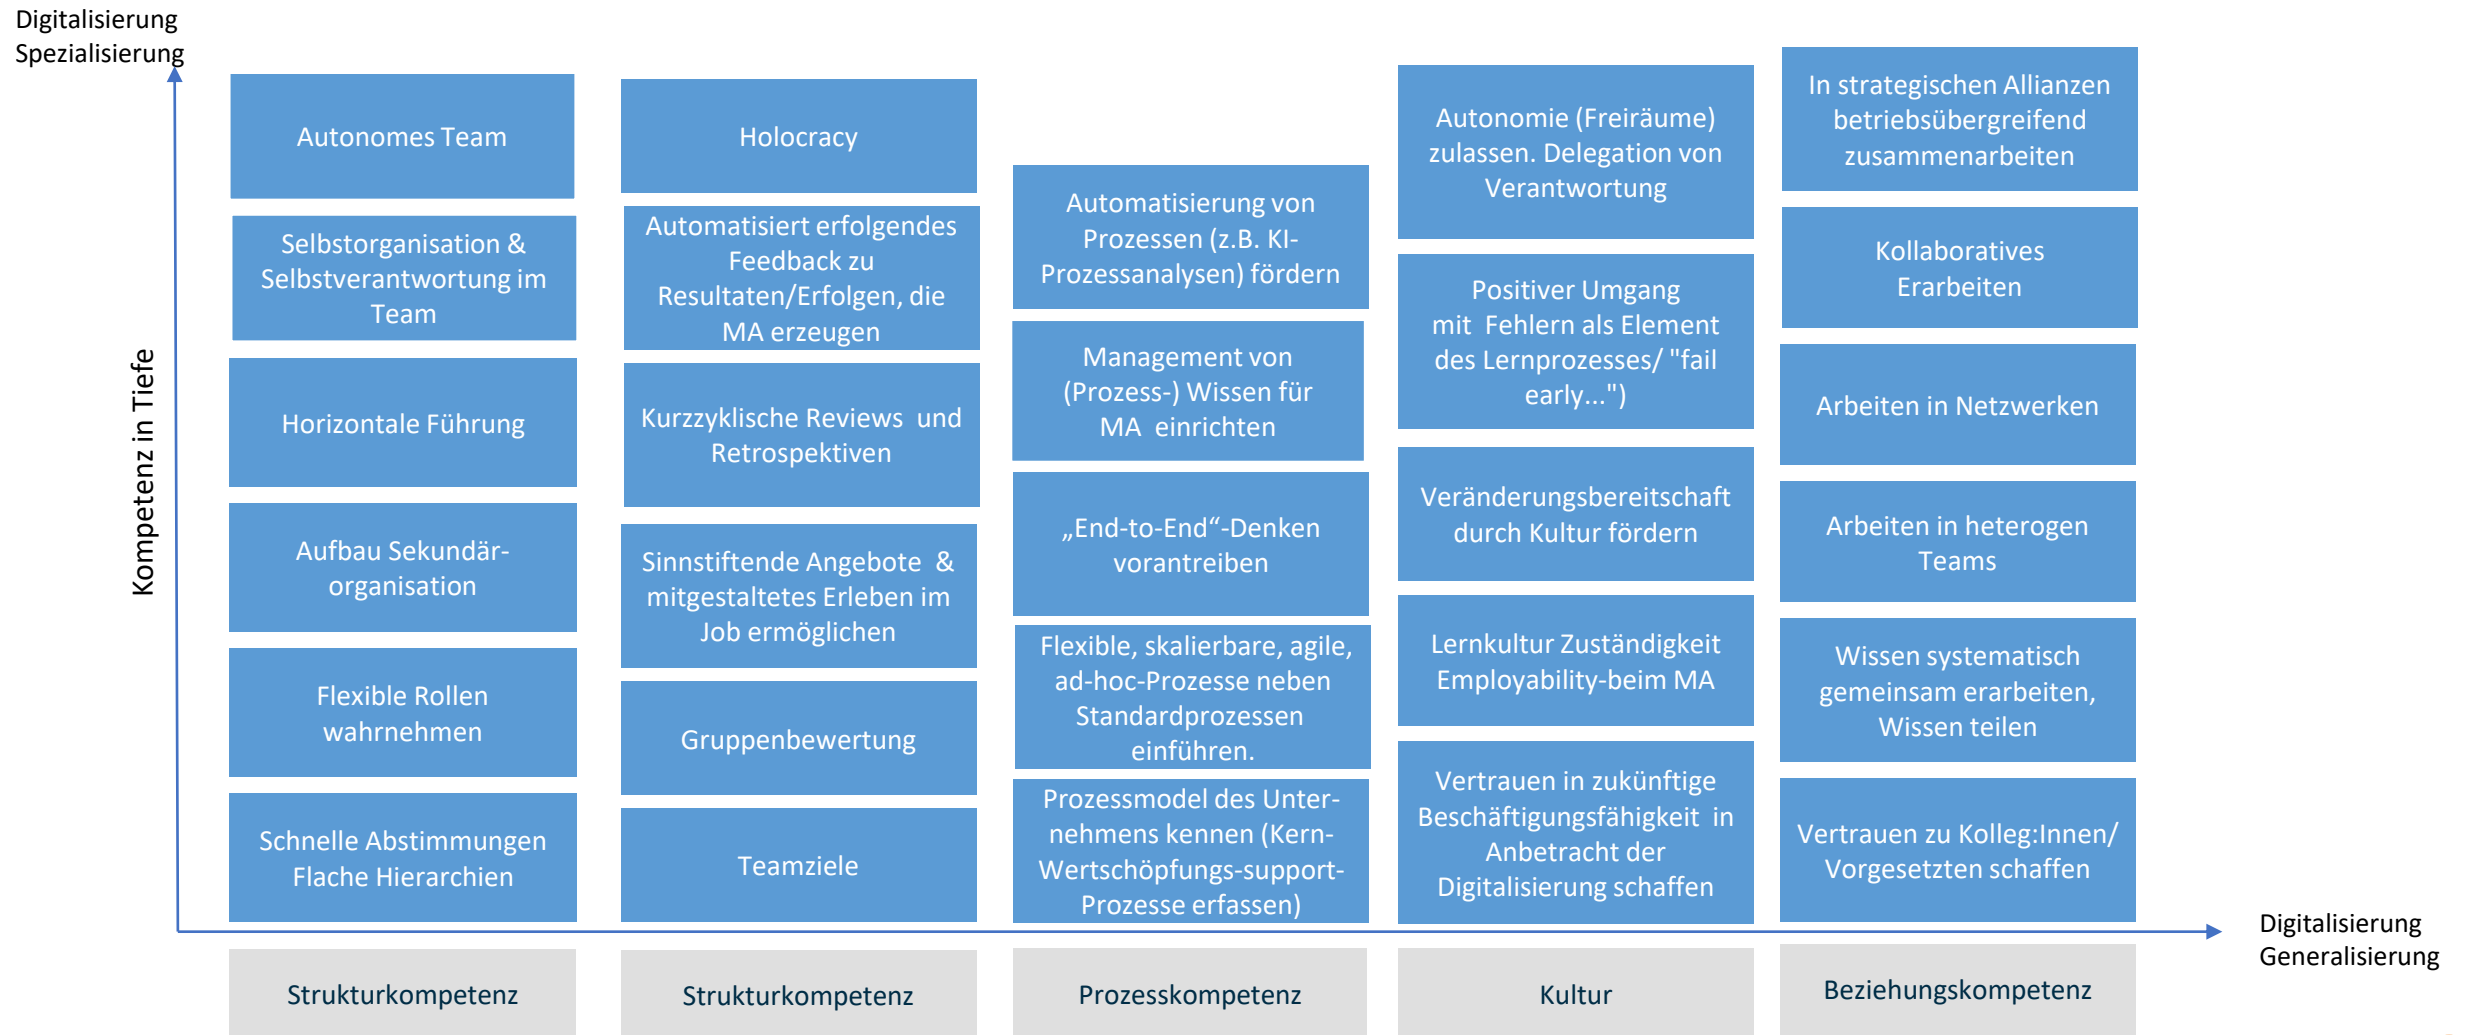 Digitalisierung
Spezialisierung
Kompetenz in Tiefe
Autonomes Team
Selbstorganisation &
Selbstverantwortung im
Team
Horizontale Führung
Aufbau Sekundär-
organisation
Flexible Rollen
wahrnehmen
Schnelle Abstimmungen
Flache Hierarchien
Strukturkompetenz
Holocracy
Automatisiert erfolgendes
Feedback zu
Resultaten/Erfolgen, die
MA erzeugen
Kurzzyklische Reviews und
Retrospektiven
Sinnstiftende Angebote &
mitgestaltetes Erleben im
Job ermöglichen
Gruppenbewertung
Teamziele
Strukturkompetenz
Automatisierung von
Prozessen (z.B. KI-
Prozessanalysen) fördern
Management von
(Prozess-) Wissen für
MA einrichten
„End-to-End“-Denken
vorantreiben
Flexible, skalierbare, agile,
ad-hoc-Prozesse neben
Standardprozessen
einführen.
Prozessmodel des Unter-
nehmens kennen (Kern-
Wertschöpfungs-support-
Prozesse erfassen)
Prozesskompetenz
Autonomie (Freiräume)
zulassen. Delegation von
Verantwortung
Positiver Umgang
mit Fehlern als Element
des Lernprozesses/ "fail
early...")
Veränderungsbereitschaft
durch Kultur fördern
Lernkultur Zuständigkeit
Employability-beim MA
Vertrauen in zukünftige
Beschäftigungsfähigkeit in
Anbetracht der
Digitalisierung schaffen
Kultur
In strategischen Allianzen
betriebsübergreifend
zusammenarbeiten
Kollaboratives
Erarbeiten
Arbeiten in Netzwerken
Arbeiten in heterogen
Teams
Wissen systematisch
gemeinsam erarbeiten,
Wissen teilen
Vertrauen zu Kolleg:Innen/
Vorgesetzten schaffen
Beziehungskompetenz
Digitalisierung
Generalisierung